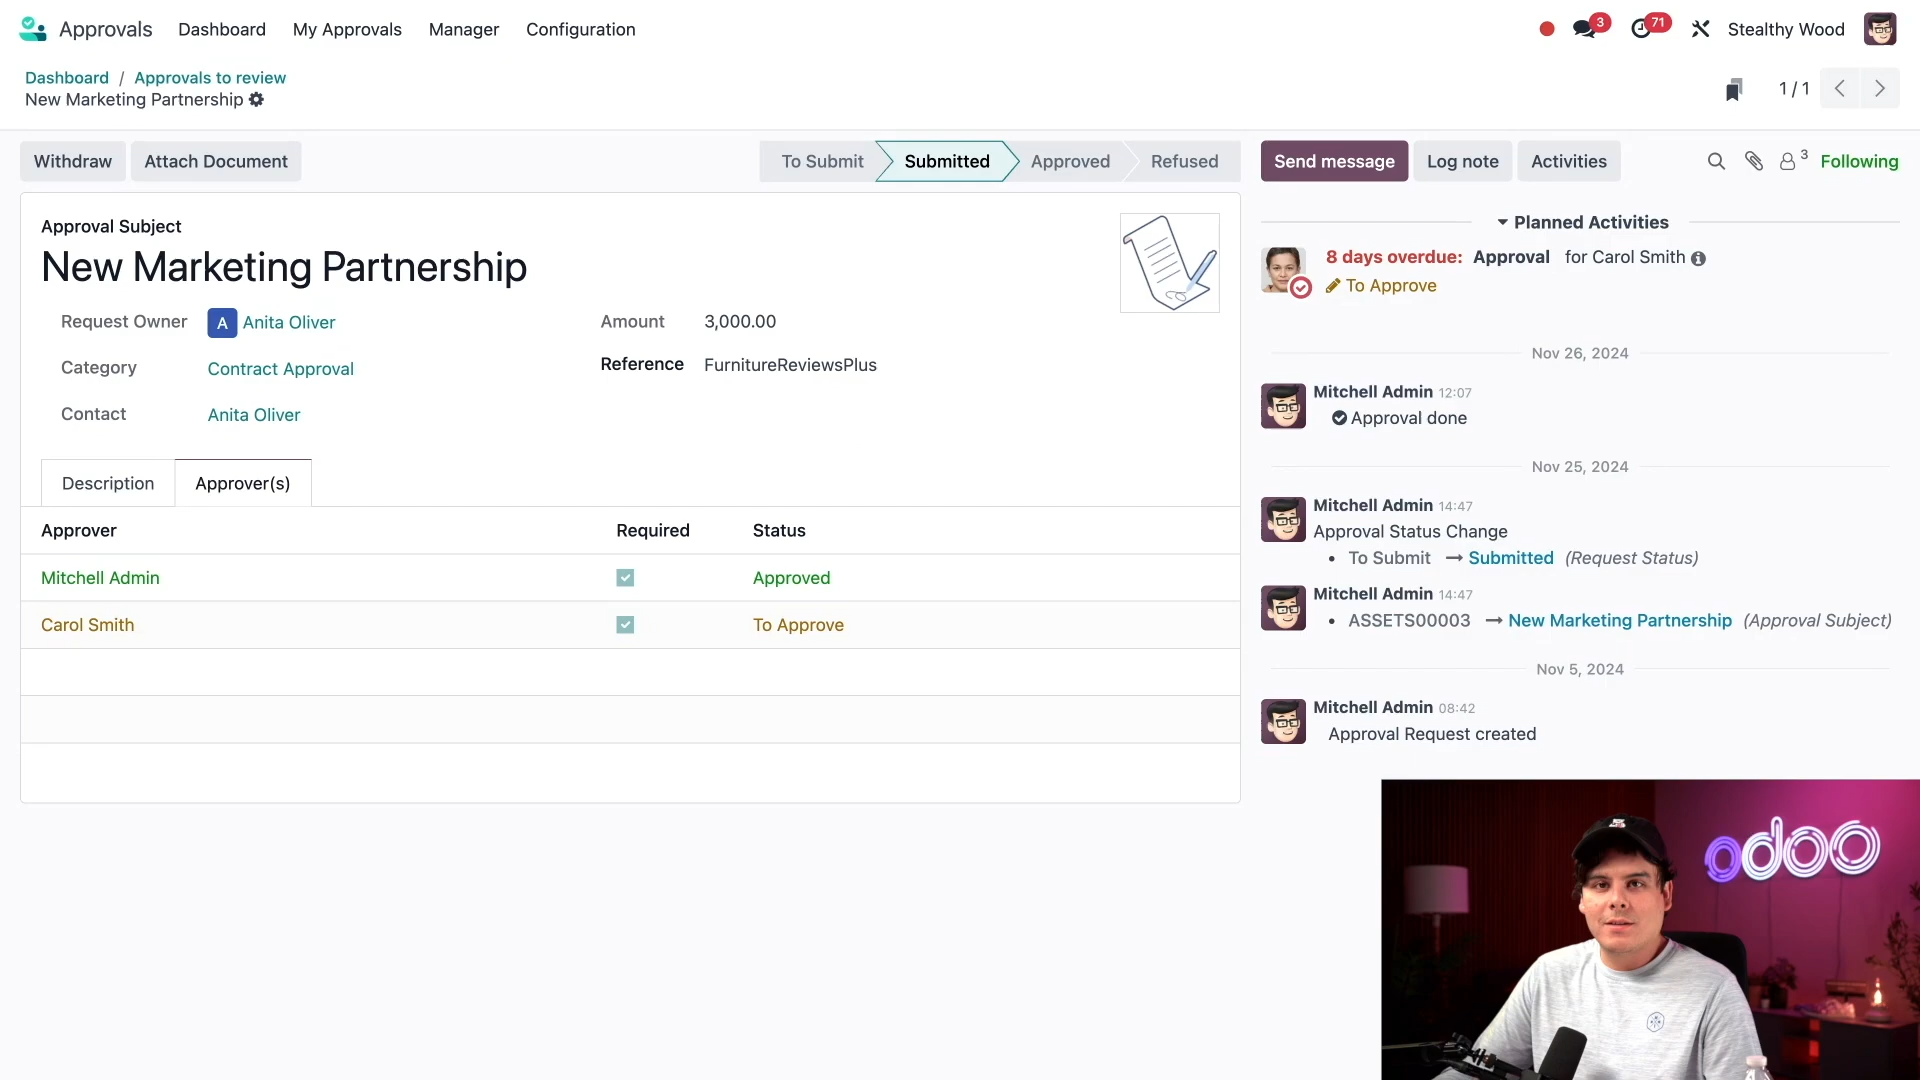 Approvals Dashboard My Approvals Manager Configuration 3 71 Stealthy Wood
Dashboard / Approvals to review
New Marketing Partnership
1 / 1
Withdraw Attach Document To Submit Submitted Approved Refused
Send message Log note Activities 3 Following
Approval Subject
New Marketing Partnership
Request Owner A Anita Oliver
Category Contract Approval
Contact Anita Oliver
Amount 3,000.00
Reference FurnitureReviewsPlus
Description Approver(s)
Approver Required Status
Mitchell Admin Approved
Carol Smith To Approve
Planned Activities
8 days overdue: Approval for Carol Smith
To Approve
Nov 26, 2024
Mitchell Admin 12:07
Approval done
Nov 25, 2024
Mitchell Admin 14:47
Approval Status Change
• To Submit → Submitted (Request Status)
Mitchell Admin 14:47
• ASSETS00003 → New Marketing Partnership (Approval Subject)
Nov 5, 2024
Mitchell Admin 08:42
Approval Request created
odoo